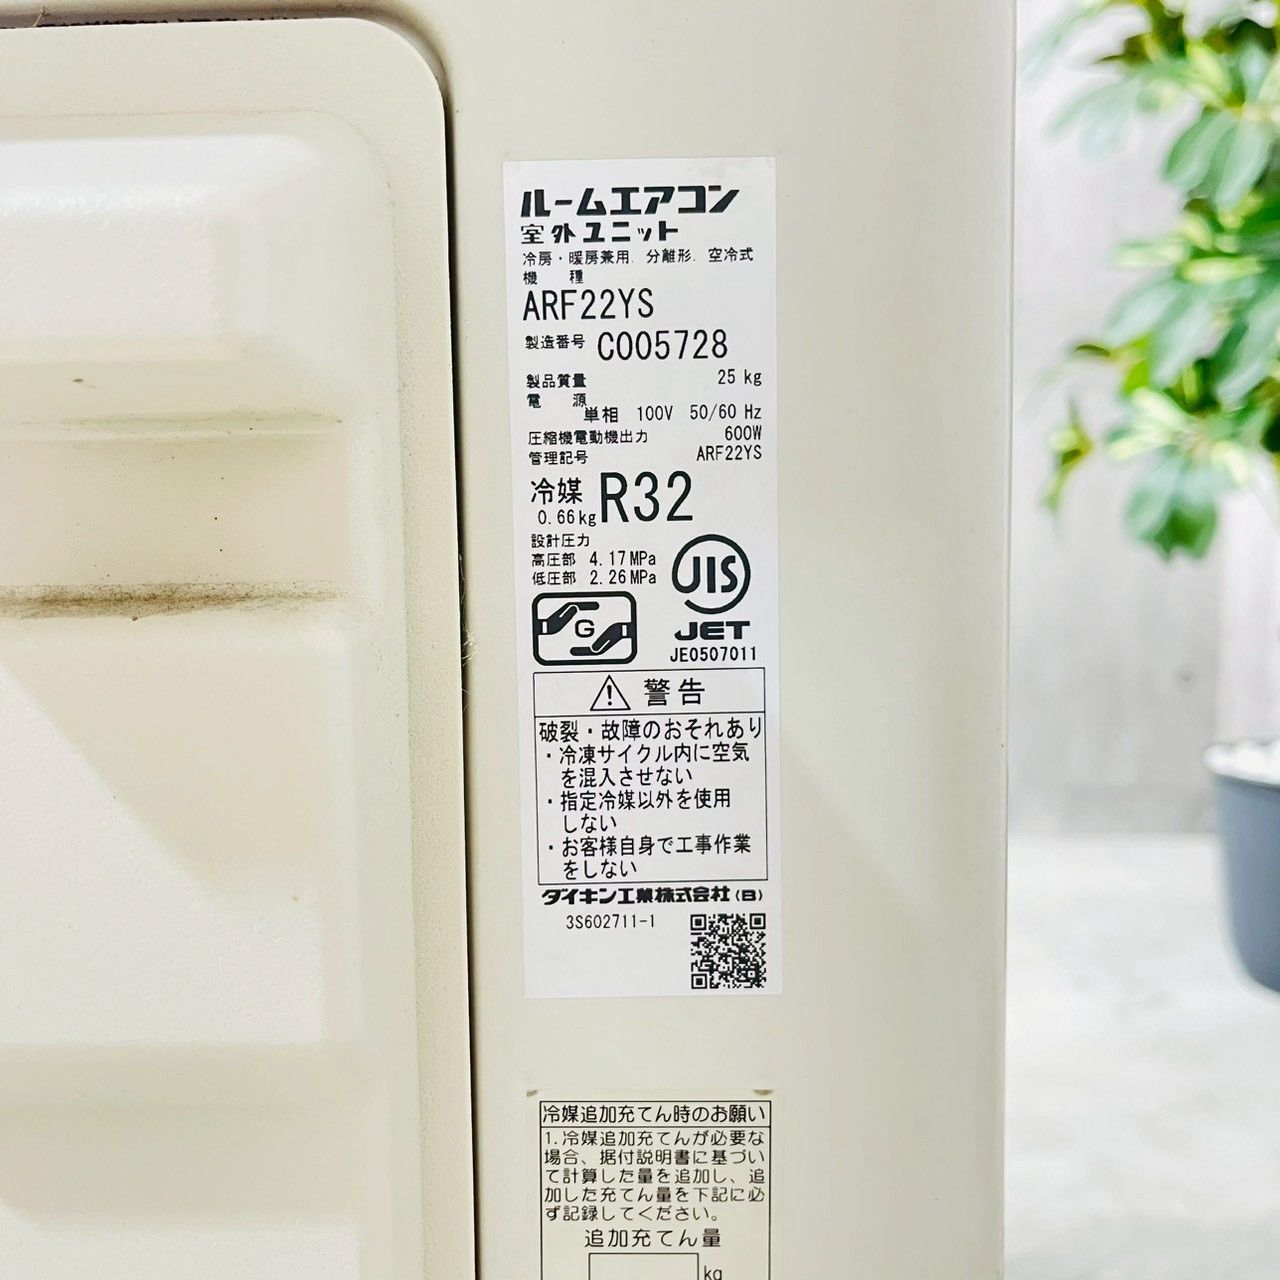 ルームエアコン
室外ユニット
冷房・暖房兼用. 分離形. 空冷式
機 種
ARF22YS
製造番号 C005728
製品質量 25 kg
電 源
単相 100V 50/60 Hz
圧縮機電動機出力 600W
管理記号 ARF22YS
冷媒 R32
0.66kg
設計圧力
高圧部 4.17MPa
低圧部 2.26MPa
JIS
G
JET
JE0507011
警告
破裂・故障のおそれあり
・冷凍サイクル内に空気
を混入させない
・指定冷媒以外を使用
しない
・お客様自身で工事作業
をしない
ダイキン工業株式会社(B)
3S602711-1
冷媒追加充てん時のお願い
1.冷媒追加充てんが必要な
場合、据付説明書に基づい
て計算した量を追加し、追
加した充てん量を下記に必
ず記録してください。
追加充てん量
kg